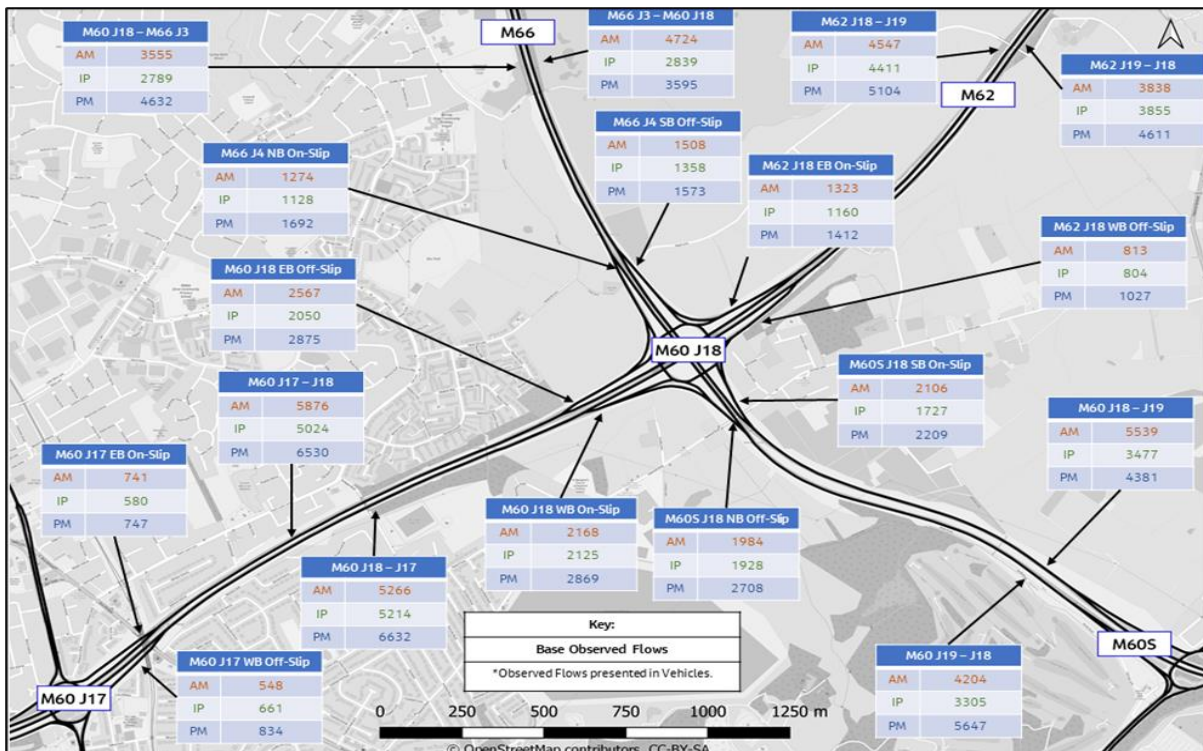 M60 J18 – M66 J3
AM 3555
IP 2789
PM 4632
M66
M66 J3 – M60 J18
AM 4724
IP 2839
PM 3595
M62 J18 – J19
AM 4547
IP 4411
PM 5104
M62
M62 J19 – J18
AM 3838
IP 3855
PM 4611
M66 J4 NB On-Slip
AM 1274
IP 1128
PM 1692
M66 J4 SB Off-Slip
AM 1508
IP 1358
PM 1573
M62 J18 EB On-Slip
AM 1323
IP 1160
PM 1412
M62 J18 WB Off-Slip
AM 813
IP 804
PM 1027
M60 J18 EB Off-Slip
AM 2567
IP 2050
PM 2875
M60 J18
M60 J17 – J18
AM 5876
IP 5024
PM 6530
M60S J18 SB On-Slip
AM 2106
IP 1727
PM 2209
M60 J18 – J19
AM 5539
IP 3477
PM 4381
M60 J17 EB On-Slip
AM 741
IP 580
PM 747
M60 J18 – J17
AM 5266
IP 5214
PM 6632
M60 J18 WB On-Slip
AM 2168
IP 2125
PM 2869
M60S J18 NB Off-Slip
AM 1984
IP 1928
PM 2708
M60 J17 WB Off-Slip
AM 548
IP 661
PM 834
M60 J17
Key:
Base Observed Flows
*Observed Flows presented in Vehicles.
M60 J19 – J18
AM 4204
IP 3305
PM 5647
M60S
0 250 500 750 1000 1250 m
© OpenStreetMap contributors, CC-BY-SA